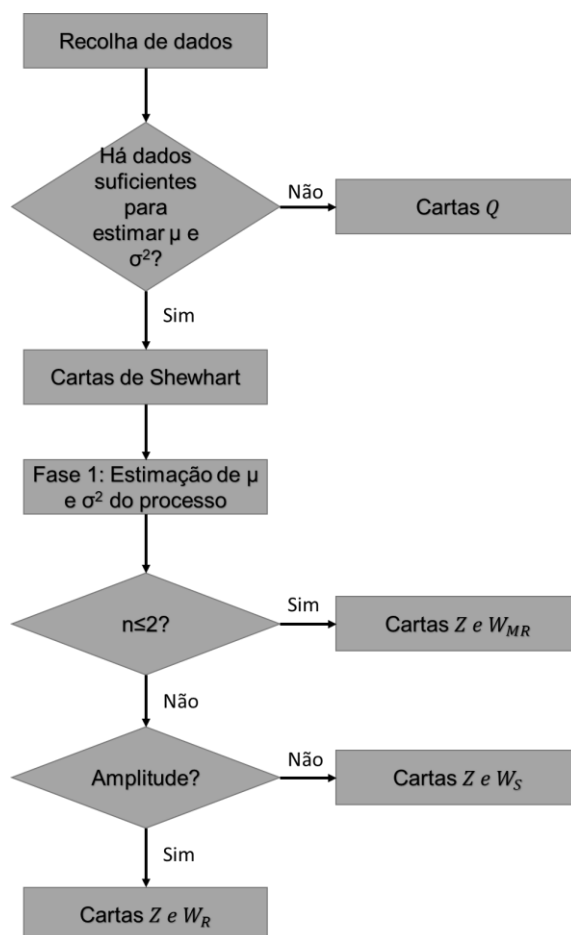 Recolha de dados
Há dados
suficientes
para
estimar μ e
σ²?
Não
Cartas Q
Sim
Cartas de Shewhart
Fase 1: Estimação de μ
e σ² do processo
n≤2?
Sim
Cartas Z e W_MR
Não
Amplitude?
Não
Cartas Z e W_S
Sim
Cartas Z e W_R